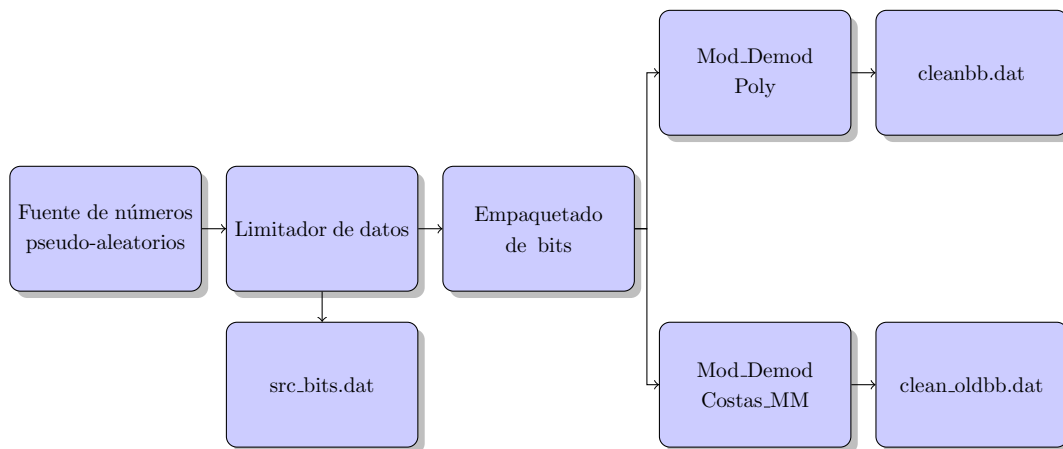 Mod_Demod
Poly
cleanbb.dat
Fuente de números
pseudo-aleatorios
Limitador de datos
Empaquetado
de bits
src_bits.dat
Mod_Demod
Costas_MM
clean_oldbb.dat